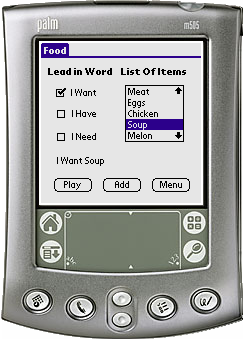 palm m505
Food
Lead in Word List Of Items
I Want
I Have
I Need
Meat
Eggs
Chicken
Soup
Melon
I Want Soup
Play Add Menu